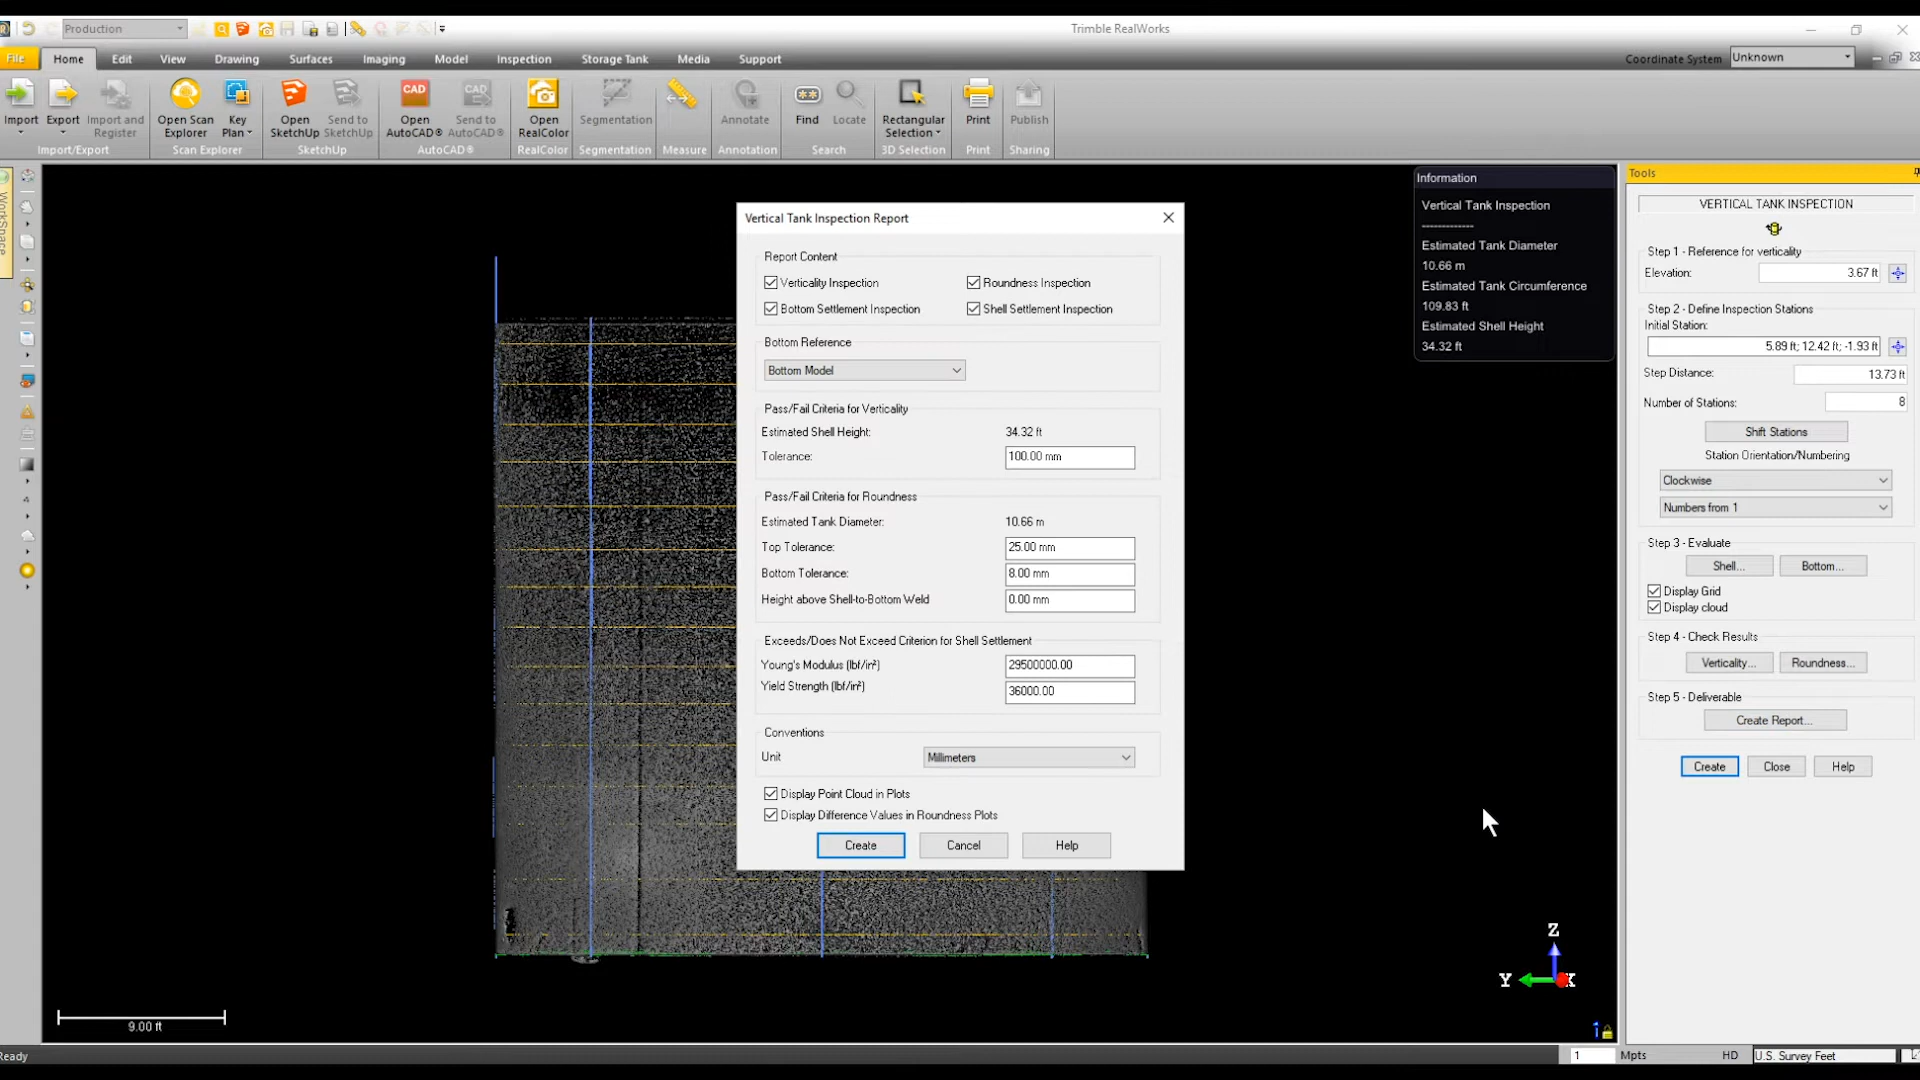 Production
Trimble RealWorks
File
Home
Edit
View
Drawing
Surfaces
Imaging
Model
Inspection
Storage Tank
Media
Support
Coordinate System
Unknown
Import
Export
Import and
Register
Open Scan
Explorer
Key
Plan
Open
SketchUp
Send to
SketchUp
CAD
Open
AutoCAD®
CAD
Send to
AutoCAD®
Open
RealColor
Segmentation
Annotate
Find
Locate
Rectangular
Selection
Print
Publish
Import/Export
Scan Explorer
SketchUp
AutoCAD®
RealColor
Segmentation
Measure
Annotation
Search
3D Selection
Print
Sharing
WorkSpace
Information
Vertical Tank Inspection
-------------
Estimated Tank Diameter
10.66 m
Estimated Tank Circumference
109.83 ft
Estimated Shell Height
34.32 ft
Vertical Tank Inspection Report
Report Content
Verticality Inspection
Roundness Inspection
Bottom Settlement Inspection
Shell Settlement Inspection
Bottom Reference
Bottom Model
Pass/Fail Criteria for Verticality
Estimated Shell Height:
34.32 ft
Tolerance:
100.00 mm
Pass/Fail Criteria for Roundness
Estimated Tank Diameter:
10.66 m
Top Tolerance:
25.00 mm
Bottom Tolerance:
8.00 mm
Height above Shell-to-Bottom Weld
0.00 mm
Exceeds/Does Not Exceed Criterion for Shell Settlement
Young's Modulus (lbf/in²)
29500000.00
Yield Strength (lbf/in²)
36000.00
Conventions
Unit
Millimeters
Display Point Cloud in Plots
Display Difference Values in Roundness Plots
Create
Cancel
Help
Tools
VERTICAL TANK INSPECTION
Step 1 - Reference for verticality
Elevation:
3.67 ft
Step 2 - Define Inspection Stations
Initial Station:
5.89 ft; 12.42 ft; -1.93 ft
Step Distance:
13.73 ft
Number of Stations:
8
Shift Stations
Station Orientation/Numbering
Clockwise
Numbers from 1
Step 3 - Evaluate
Shell...
Bottom...
Display Grid
Display cloud
Step 4 - Check Results
Verticality...
Roundness...
Step 5 - Deliverable
Create Report...
Create
Close
Help
Z
Y
X
9.00 ft
Ready
1
Mpts
HD
U.S. Survey Feet